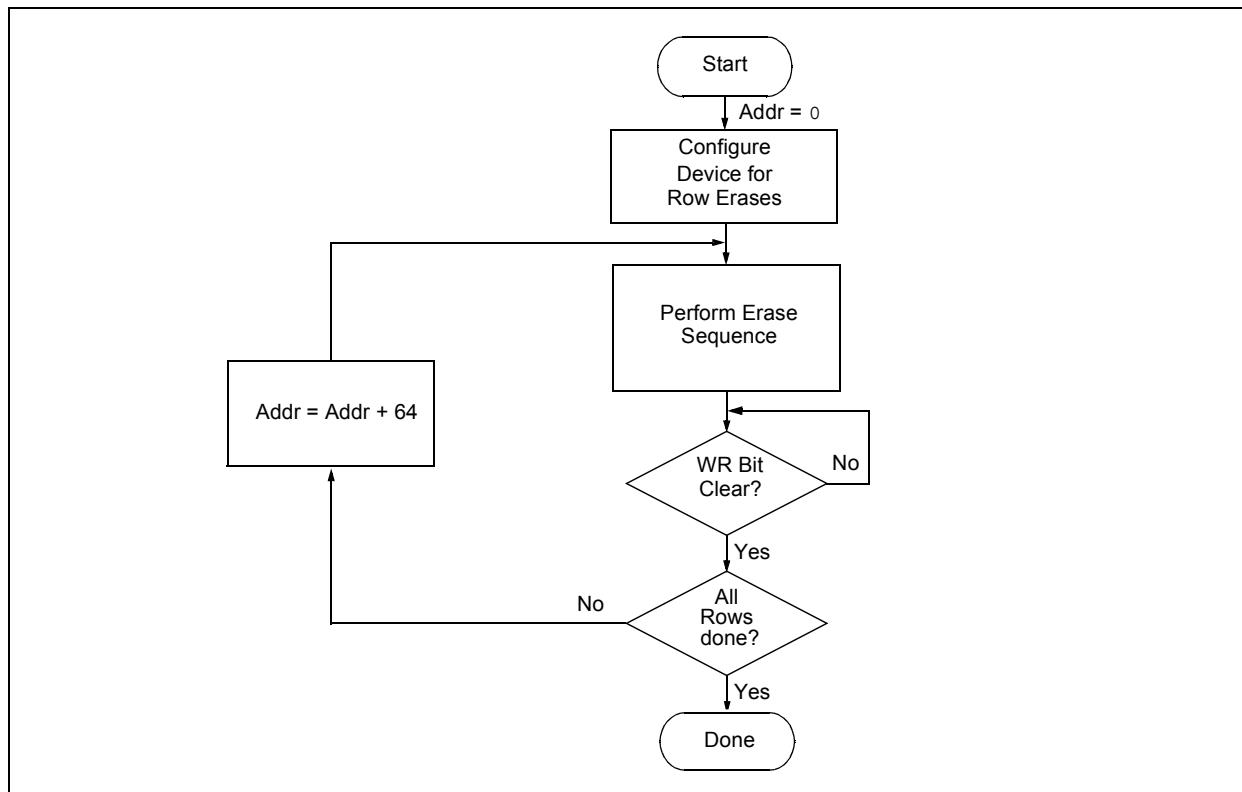 Start
Addr = 0
Configure
Device for
Row Erases
Perform Erase
Sequence
Addr = Addr + 64
WR Bit
Clear?
No
Yes
All
Rows
done?
No
Yes
Done